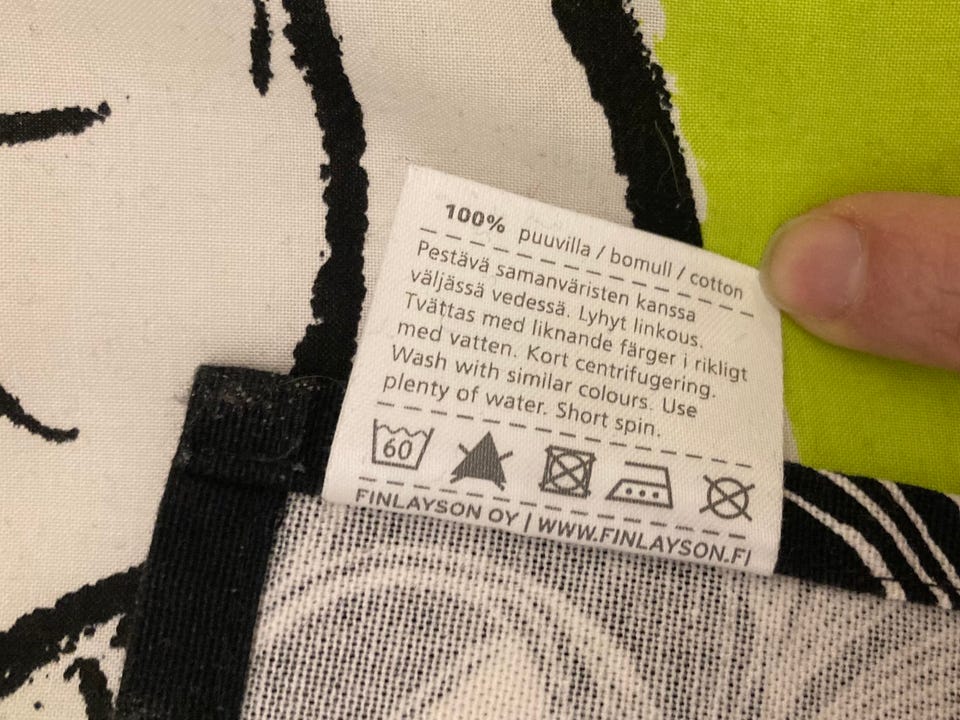 100% puuvilla / bomull / cotton
Pestävä samanväristen kanssa
väljässä vedessä. Lyhyt linkous.
Tvättas med liknande färger i rikligt
med vatten. Kort centrifugering.
Wash with similar colours. Use
plenty of water. Short spin.
60
FINLAYSON OY | WWW.FINLAYSON.FI